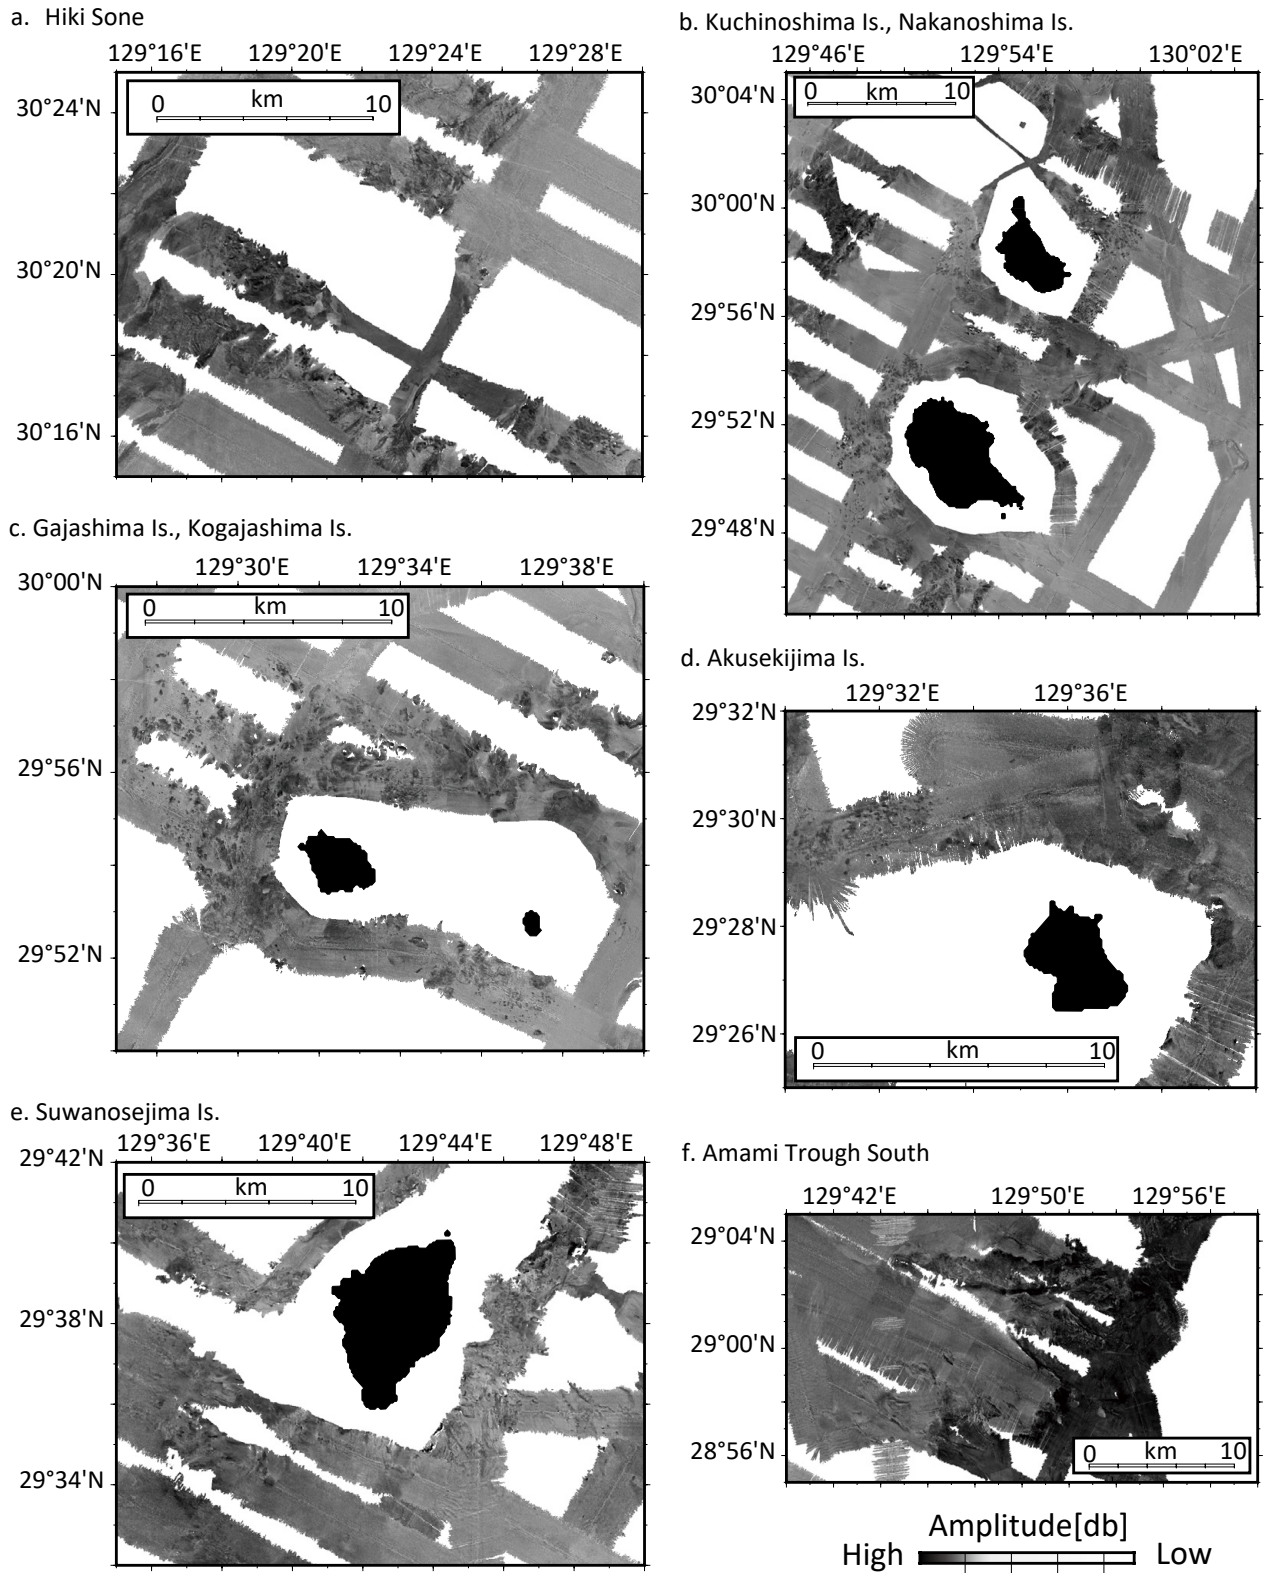 a. Hiki Sone
129°16'E 129°20'E 129°24'E 129°28'E
0 km 10
30°24'N
30°20'N
30°16'N
b. Kuchinoshima Is., Nakanoshima Is.
129°46'E 129°54'E 130°02'E
0 km 10
30°04'N
30°00'N
29°56'N
29°52'N
29°48'N
c. Gajashima Is., Kogajashima Is.
129°30'E 129°34'E 129°38'E
30°00'N
0 km 10
29°56'N
29°52'N
d. Akusekijima Is.
129°32'E 129°36'E
29°32'N
29°30'N
29°28'N
29°26'N
0 km 10
e. Suwanosejima Is.
129°36'E 129°40'E 129°44'E 129°48'E
29°42'N
0 km 10
29°38'N
29°34'N
f. Amami Trough South
129°42'E 129°50'E 129°56'E
29°04'N
29°00'N
28°56'N
0 km 10
Amplitude[db]
High Low